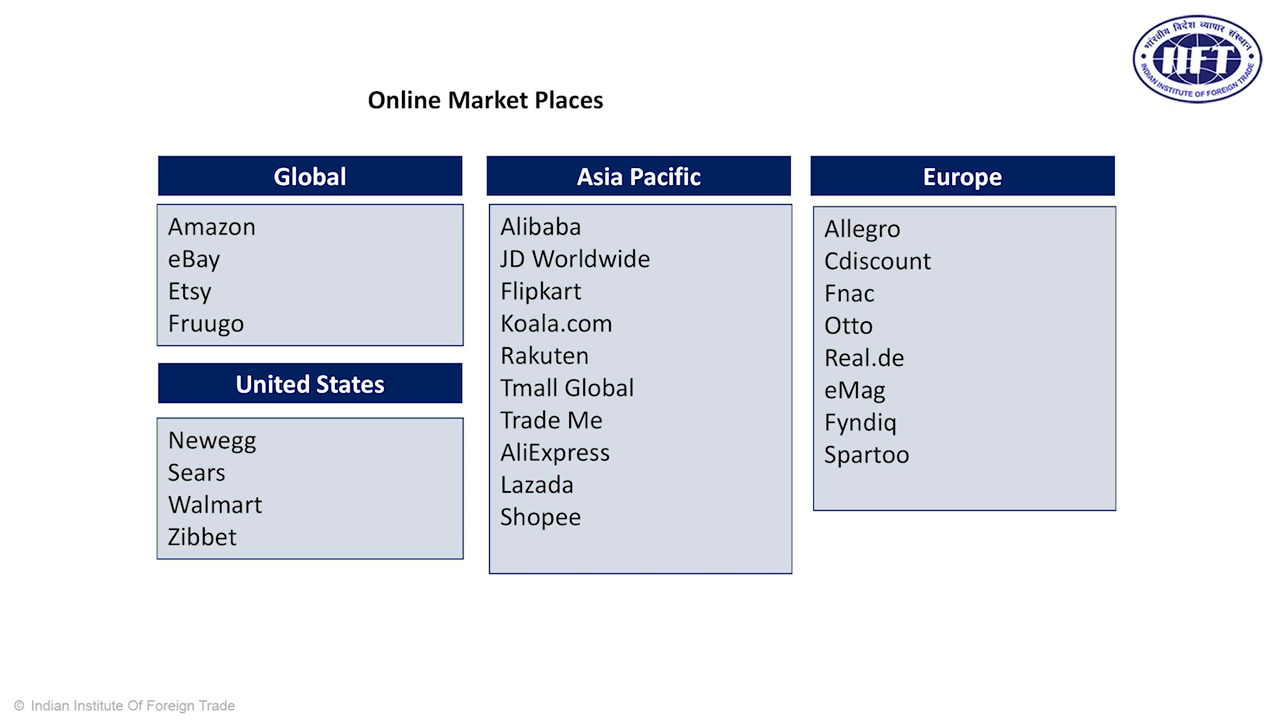 भारतीय विदेश व्यापार संस्थान
IIFT
INDIAN INSTITUTE OF FOREIGN TRADE
Online Market Places
Global
Amazon
eBay
Etsy
Fruugo
United States
Newegg
Sears
Walmart
Zibbet
Asia Pacific
Alibaba
JD Worldwide
Flipkart
Koala.com
Rakuten
Tmall Global
Trade Me
AliExpress
Lazada
Shopee
Europe
Allegro
Cdiscount
Fnac
Otto
Real.de
eMag
Fyndiq
Spartoo
© Indian Institute Of Foreign Trade